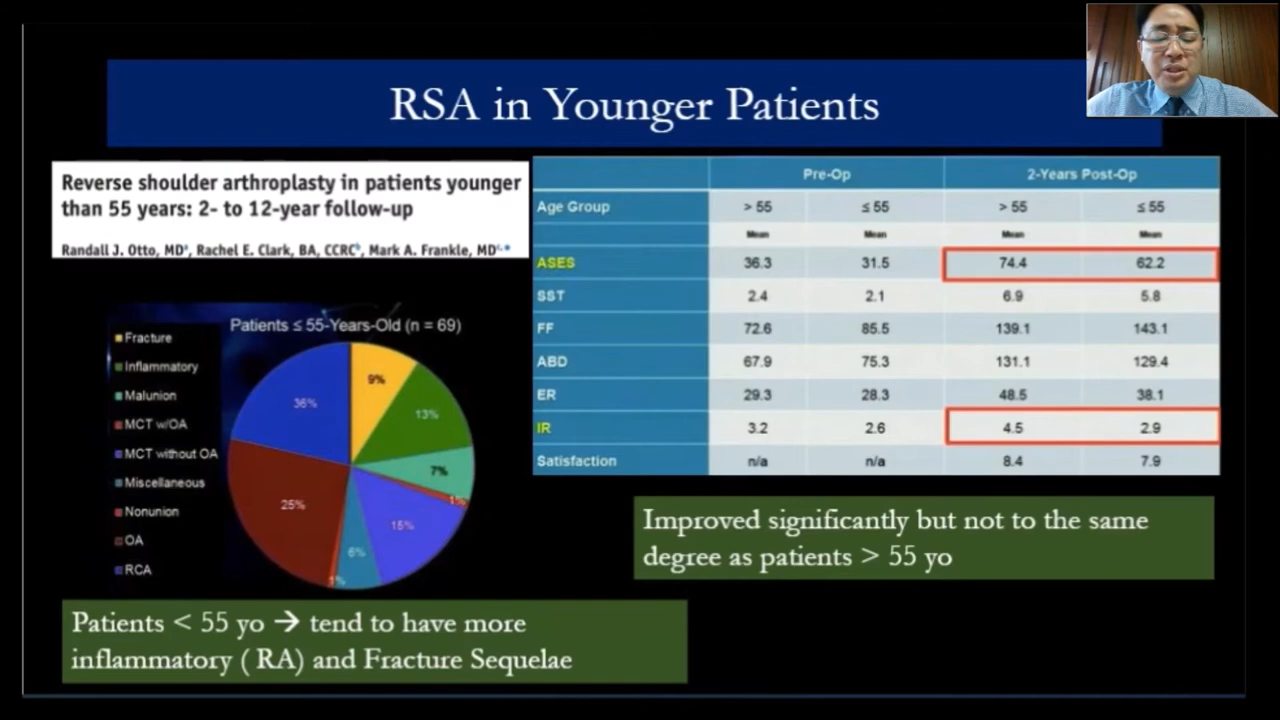 RSA in Younger Patients
Reverse shoulder arthroplasty in patients younger
than 55 years: 2- to 12-year follow-up
Randall J. Otto, MDᵃ, Rachel E. Clark, BA, CCRCᵇ, Mark A. Frankle, MDᶜ,*
Patients ≤ 55-Years-Old (n = 69)
Fracture
Inflammatory
Malunion
MCT w/OA
MCT without OA
Miscellaneous
Nonunion
OA
RCA
9%
13%
7%
1%
15%
6%
1%
25%
36%
Pre-Op 2-Years Post-Op
Age Group > 55 ≤ 55 > 55 ≤ 55
Mean Mean Mean Mean
ASES 36.3 31.5 74.4 62.2
SST 2.4 2.1 6.9 5.8
FF 72.6 85.5 139.1 143.1
ABD 67.9 75.3 131.1 129.4
ER 29.3 28.3 48.5 38.1
IR 3.2 2.6 4.5 2.9
Satisfaction n/a n/a 8.4 7.9
Improved significantly but not to the same
degree as patients > 55 yo
Patients < 55 yo → tend to have more
inflammatory ( RA) and Fracture Sequelae